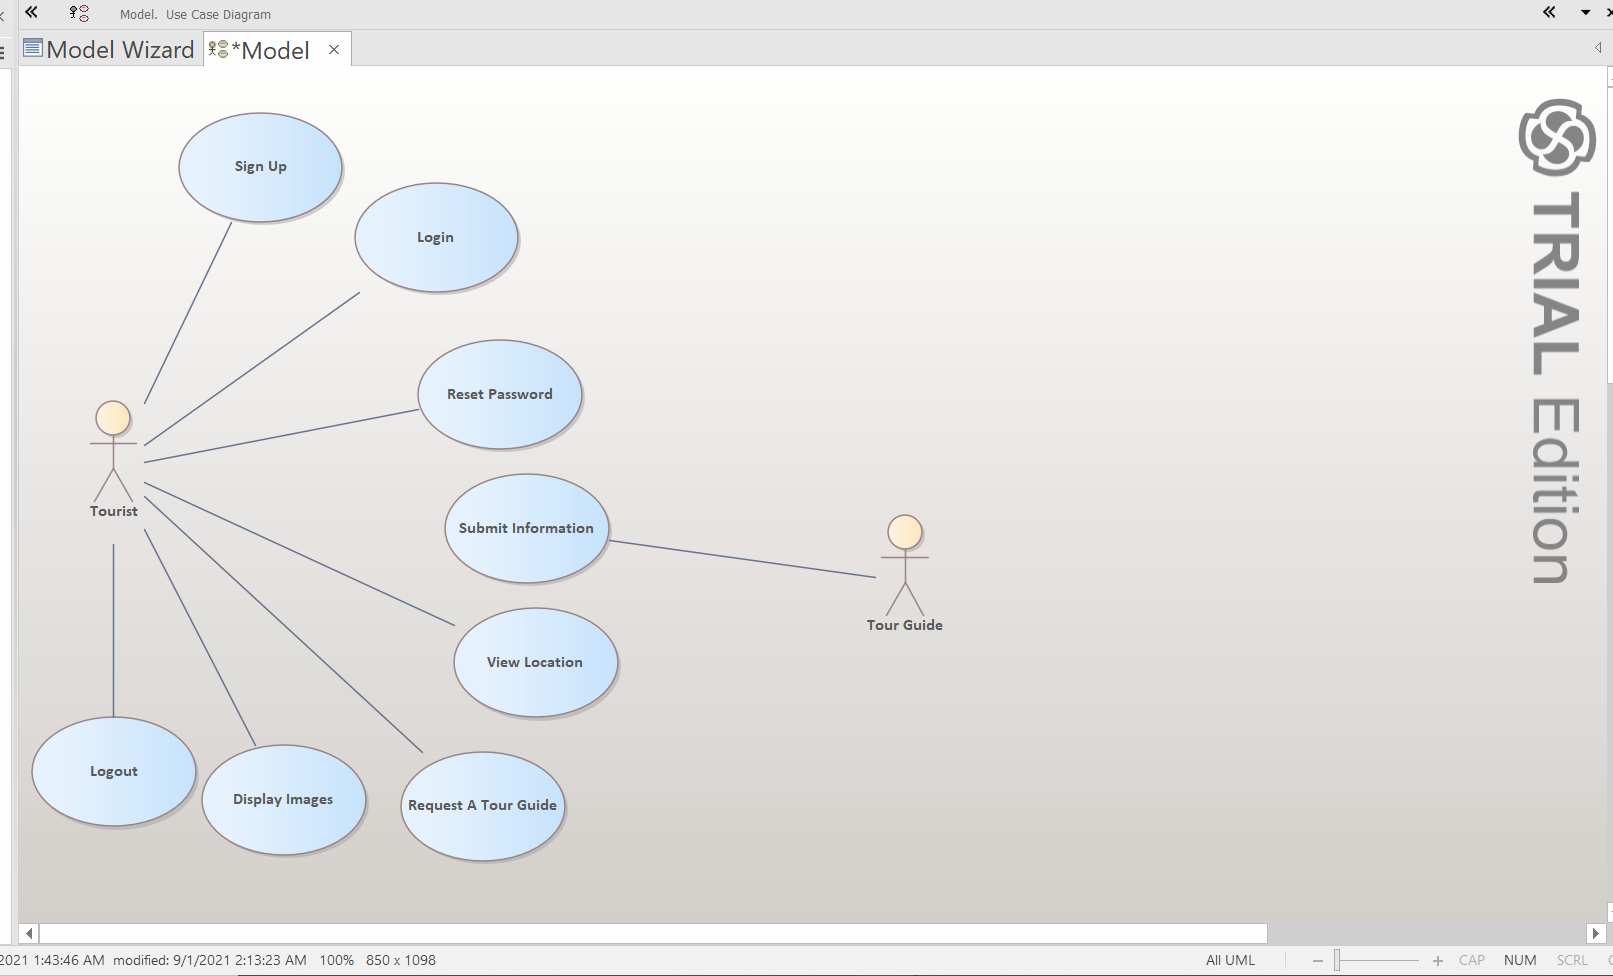 Model. Use Case Diagram
Model Wizard
*Model
Sign Up
Login
Reset Password
Tourist
Submit Information
Tour Guide
View Location
Logout
Display Images
Request A Tour Guide
TRIAL Edition
2021 1:43:46 AM modified: 9/1/2021 2:13:23 AM 100% 850 x 1098
All UML
CAP NUM SCRL